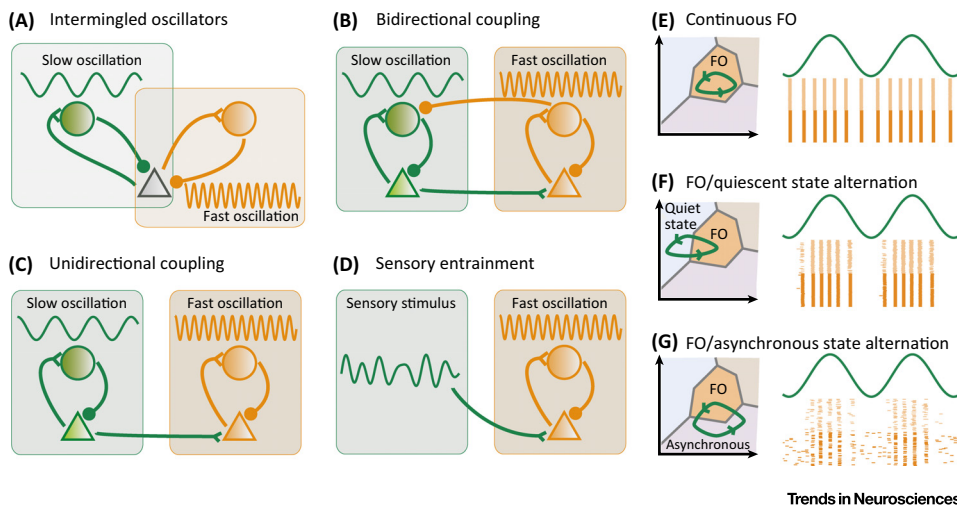 (A) Intermingled oscillators
Slow oscillation
Fast oscillation
(B) Bidirectional coupling
Slow oscillation
Fast oscillation
(C) Unidirectional coupling
Slow oscillation
Fast oscillation
(D) Sensory entrainment
Sensory stimulus
Fast oscillation
(E) Continuous FO
FO
(F) FO/quiescent state alternation
Quiet
state
FO
(G) FO/asynchronous state alternation
FO
Asynchronous
Trends in Neurosciences